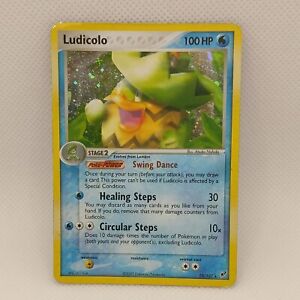 Ludicolo 100 HP
STAGE 2 Evolves from Lombre
Poké-POWER Swing Dance
Once during your turn (before your attack), you may draw
a card. This power can't be used if Ludicolo is affected by a
Special Condition.
Healing Steps 30
You may discard as many cards as you like from your hand. If
you do, remove that many damage counters from
Ludicolo.
Circular Steps 10×
Does 10 damage times the number of Pokémon in play
(both yours and your opponent's), excluding Ludicolo.
weakness resistance retreat cost